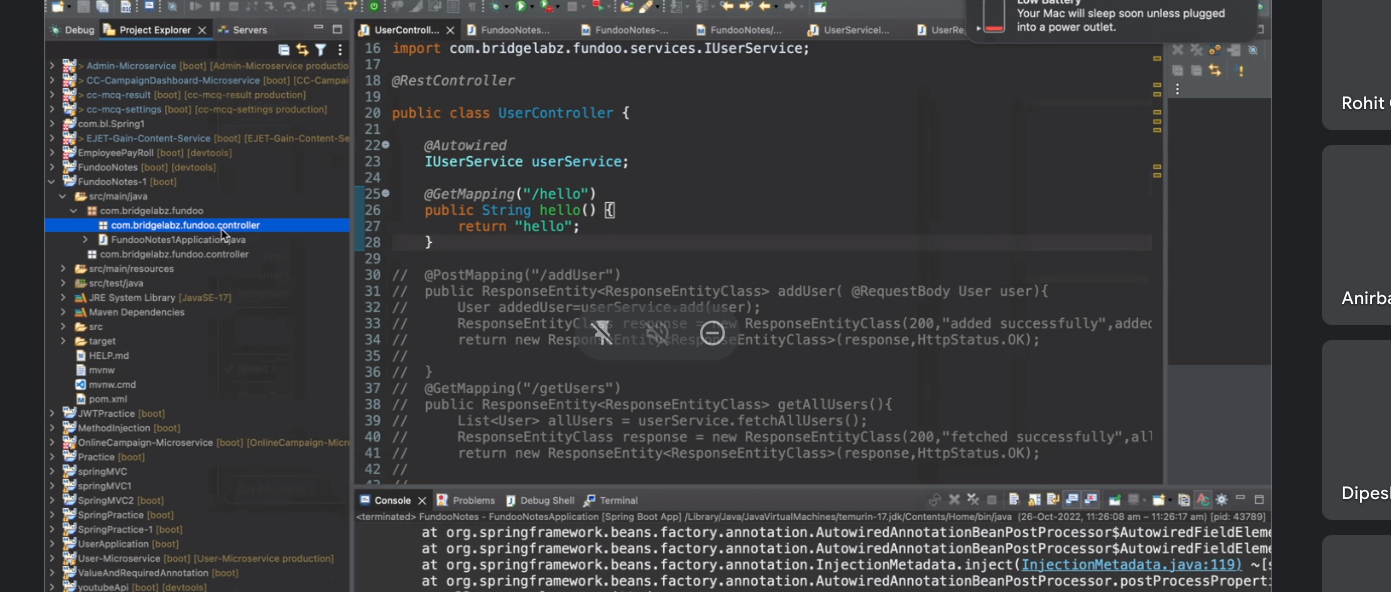 Low Battery
Your Mac will sleep soon unless plugged
into a power outlet.
Debug
Project Explorer
Servers
UserControll...
FundooNotes...
FundooNotes-...
FundooNotes/...
UserServiceI...
UserRe
> Admin-Microservice [boot] [Admin-Microservice productio
> CC-CampaignDashboard-Microservice [boot] [CC-Campai
> cc-mcq-result [boot] [cc-mcq-result production]
> cc-mcq-settings [boot] [cc-mcq-settings production]
com.bl.Spring1
> EJET-Gain-Content-Service [boot] [EJET-Gain-Content-Se
EmployeePayRoll [boot] [devtools]
FundooNotes [boot] [devtools]
FundooNotes-1 [boot]
src/main/java
com.bridgelabz.fundoo
com.bridgelabz.fundoo.controller
FundooNotes1Application.java
com.bridgelabz.fundoo.controller
src/main/resources
src/test/java
JRE System Library [JavaSE-17]
Maven Dependencies
src
target
HELP.md
mvnw
mvnw.cmd
pom.xml
JWTPractice [boot]
MethodInjection [boot]
OnlineCampaign-Microservice [boot] [OnlineCampaign-Micr
Practice [boot]
springMVC
springMVC1
SpringMVC2 [boot]
SpringPractice [boot]
SpringPractice-1 [boot]
UserApplication [boot]
User-Microservice [boot] [User-Microservice production]
ValueAndRequiredAnnotation [boot]
youtubeApi [boot] [devtools]
16 import com.bridgelabz.fundoo.services.IUserService;
17
18 @RestController
19
20 public class UserController {
21
22 @Autowired
23 IUserService userService;
24
25 @GetMapping("/hello")
26 public String hello() {
27 return "hello";
28 }
29
30 // @PostMapping("/addUser")
31 // public ResponseEntity<ResponseEntityClass> addUser( @RequestBody User user){
32 // User addedUser=userService.add(user);
33 // ResponseEntityClass response = new ResponseEntityClass(200,"added successfully",added
34 // return new ResponseEntity<ResponseEntityClass>(response,HttpStatus.OK);
35 //
36 // }
37 // @GetMapping("/getUsers")
38 // public ResponseEntity<ResponseEntityClass> getAllUsers(){
39 // List<User> allUsers = userService.fetchAllUsers();
40 // ResponseEntityClass response = new ResponseEntityClass(200,"fetched successfully",all
41 // return new ResponseEntity<ResponseEntityClass>(response,HttpStatus.OK);
42 //
43 //
Console
Problems
Debug Shell
Terminal
<terminated> FundooNotes - FundooNotesApplication [Spring Boot App] /Library/Java/JavaVirtualMachines/temurin-17.jdk/Contents/Home/bin/java (26-Oct-2022, 11:26:08 am – 11:26:17 am) [pid: 43789]
at org.springframework.beans.factory.annotation.AutowiredAnnotationBeanPostProcessor$AutowiredFieldEleme
at org.springframework.beans.factory.annotation.AutowiredAnnotationBeanPostProcessor$AutowiredFieldEleme
at org.springframework.beans.factory.annotation.InjectionMetadata.inject(InjectionMetadata.java:119) ~[s
at org.springframework.beans.factory.annotation.AutowiredAnnotationBeanPostProcessor.postProcessProperti
Rohit
Anirba
Dipesh